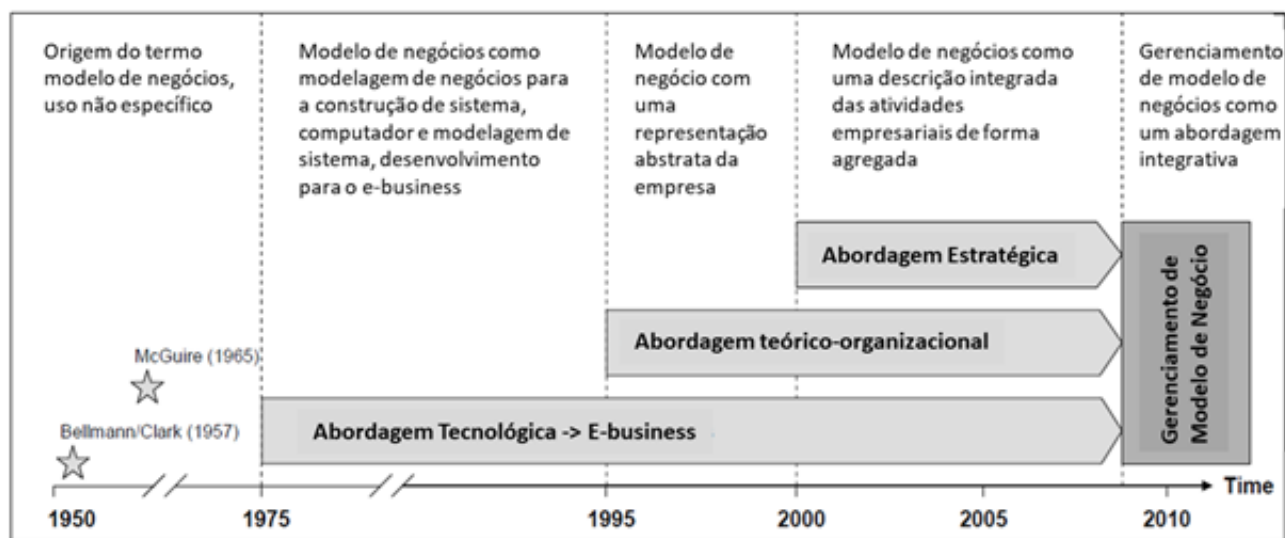 Origem do termo
modelo de negócios,
uso não específico
Modelo de negócios como
modelagem de negócios para
a construção de sistema,
computador e modelagem de
sistema, desenvolvimento
para o e-business
Modelo de
negócio com
uma
representação
abstrata da
empresa
Modelo de negócios como
uma descrição integrada
das atividades
empresariais de forma
agregada
Gerenciamento
de modelo de
negócios como
um abordagem
integrativa
Abordagem Estratégica
Abordagem teórico-organizacional
Abordagem Tecnológica -> E-business
Gerenciamento de
Modelo de Negócio
McGuire (1965)
Bellmann/Clark (1957)
Time
1950
1975
1995
2000
2005
2010